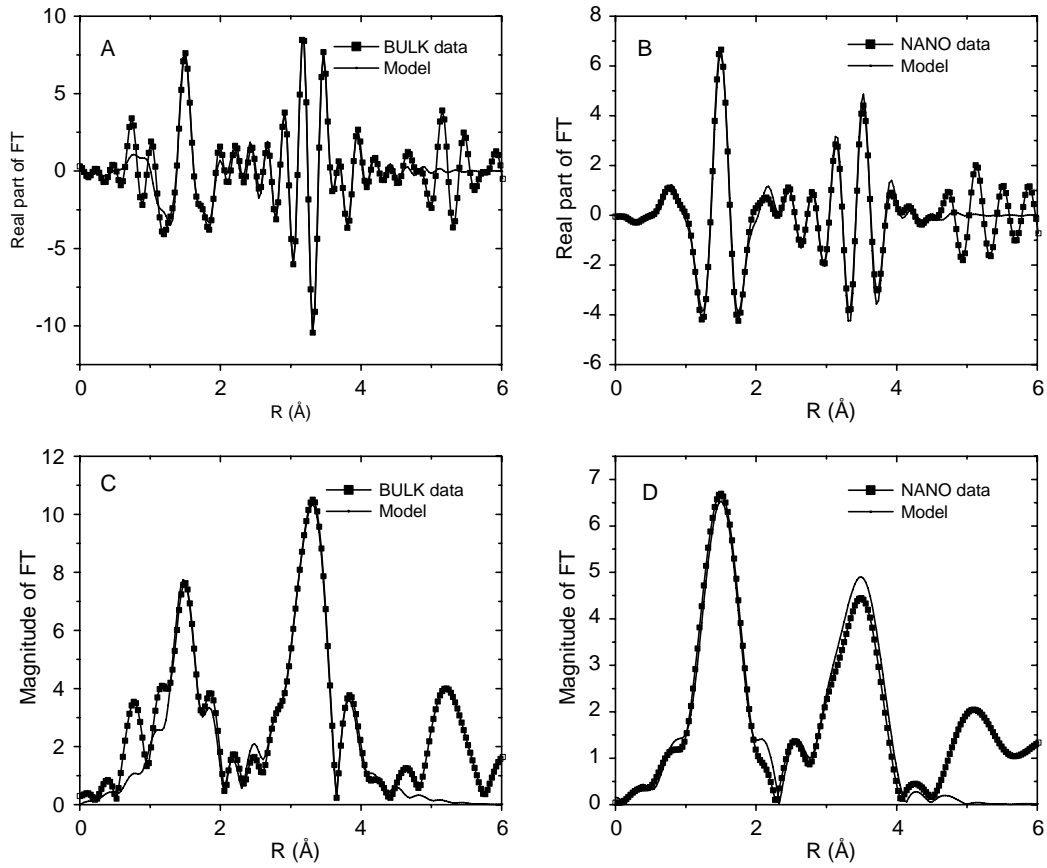 A
BULK data
Model
Real part of FT
10
5
0
-5
-10
0 2 4 6
R (Å)
B
NANO data
Model
Real part of FT
8
6
4
2
0
-2
-4
-6
0 2 4 6
R (Å)
C
BULK data
Model
Magnitude of FT
12
10
8
6
4
2
0
0 2 4 6
R (Å)
D
NANO data
Model
Magnitude of FT
7
6
5
4
3
2
1
0
0 2 4 6
R (Å)